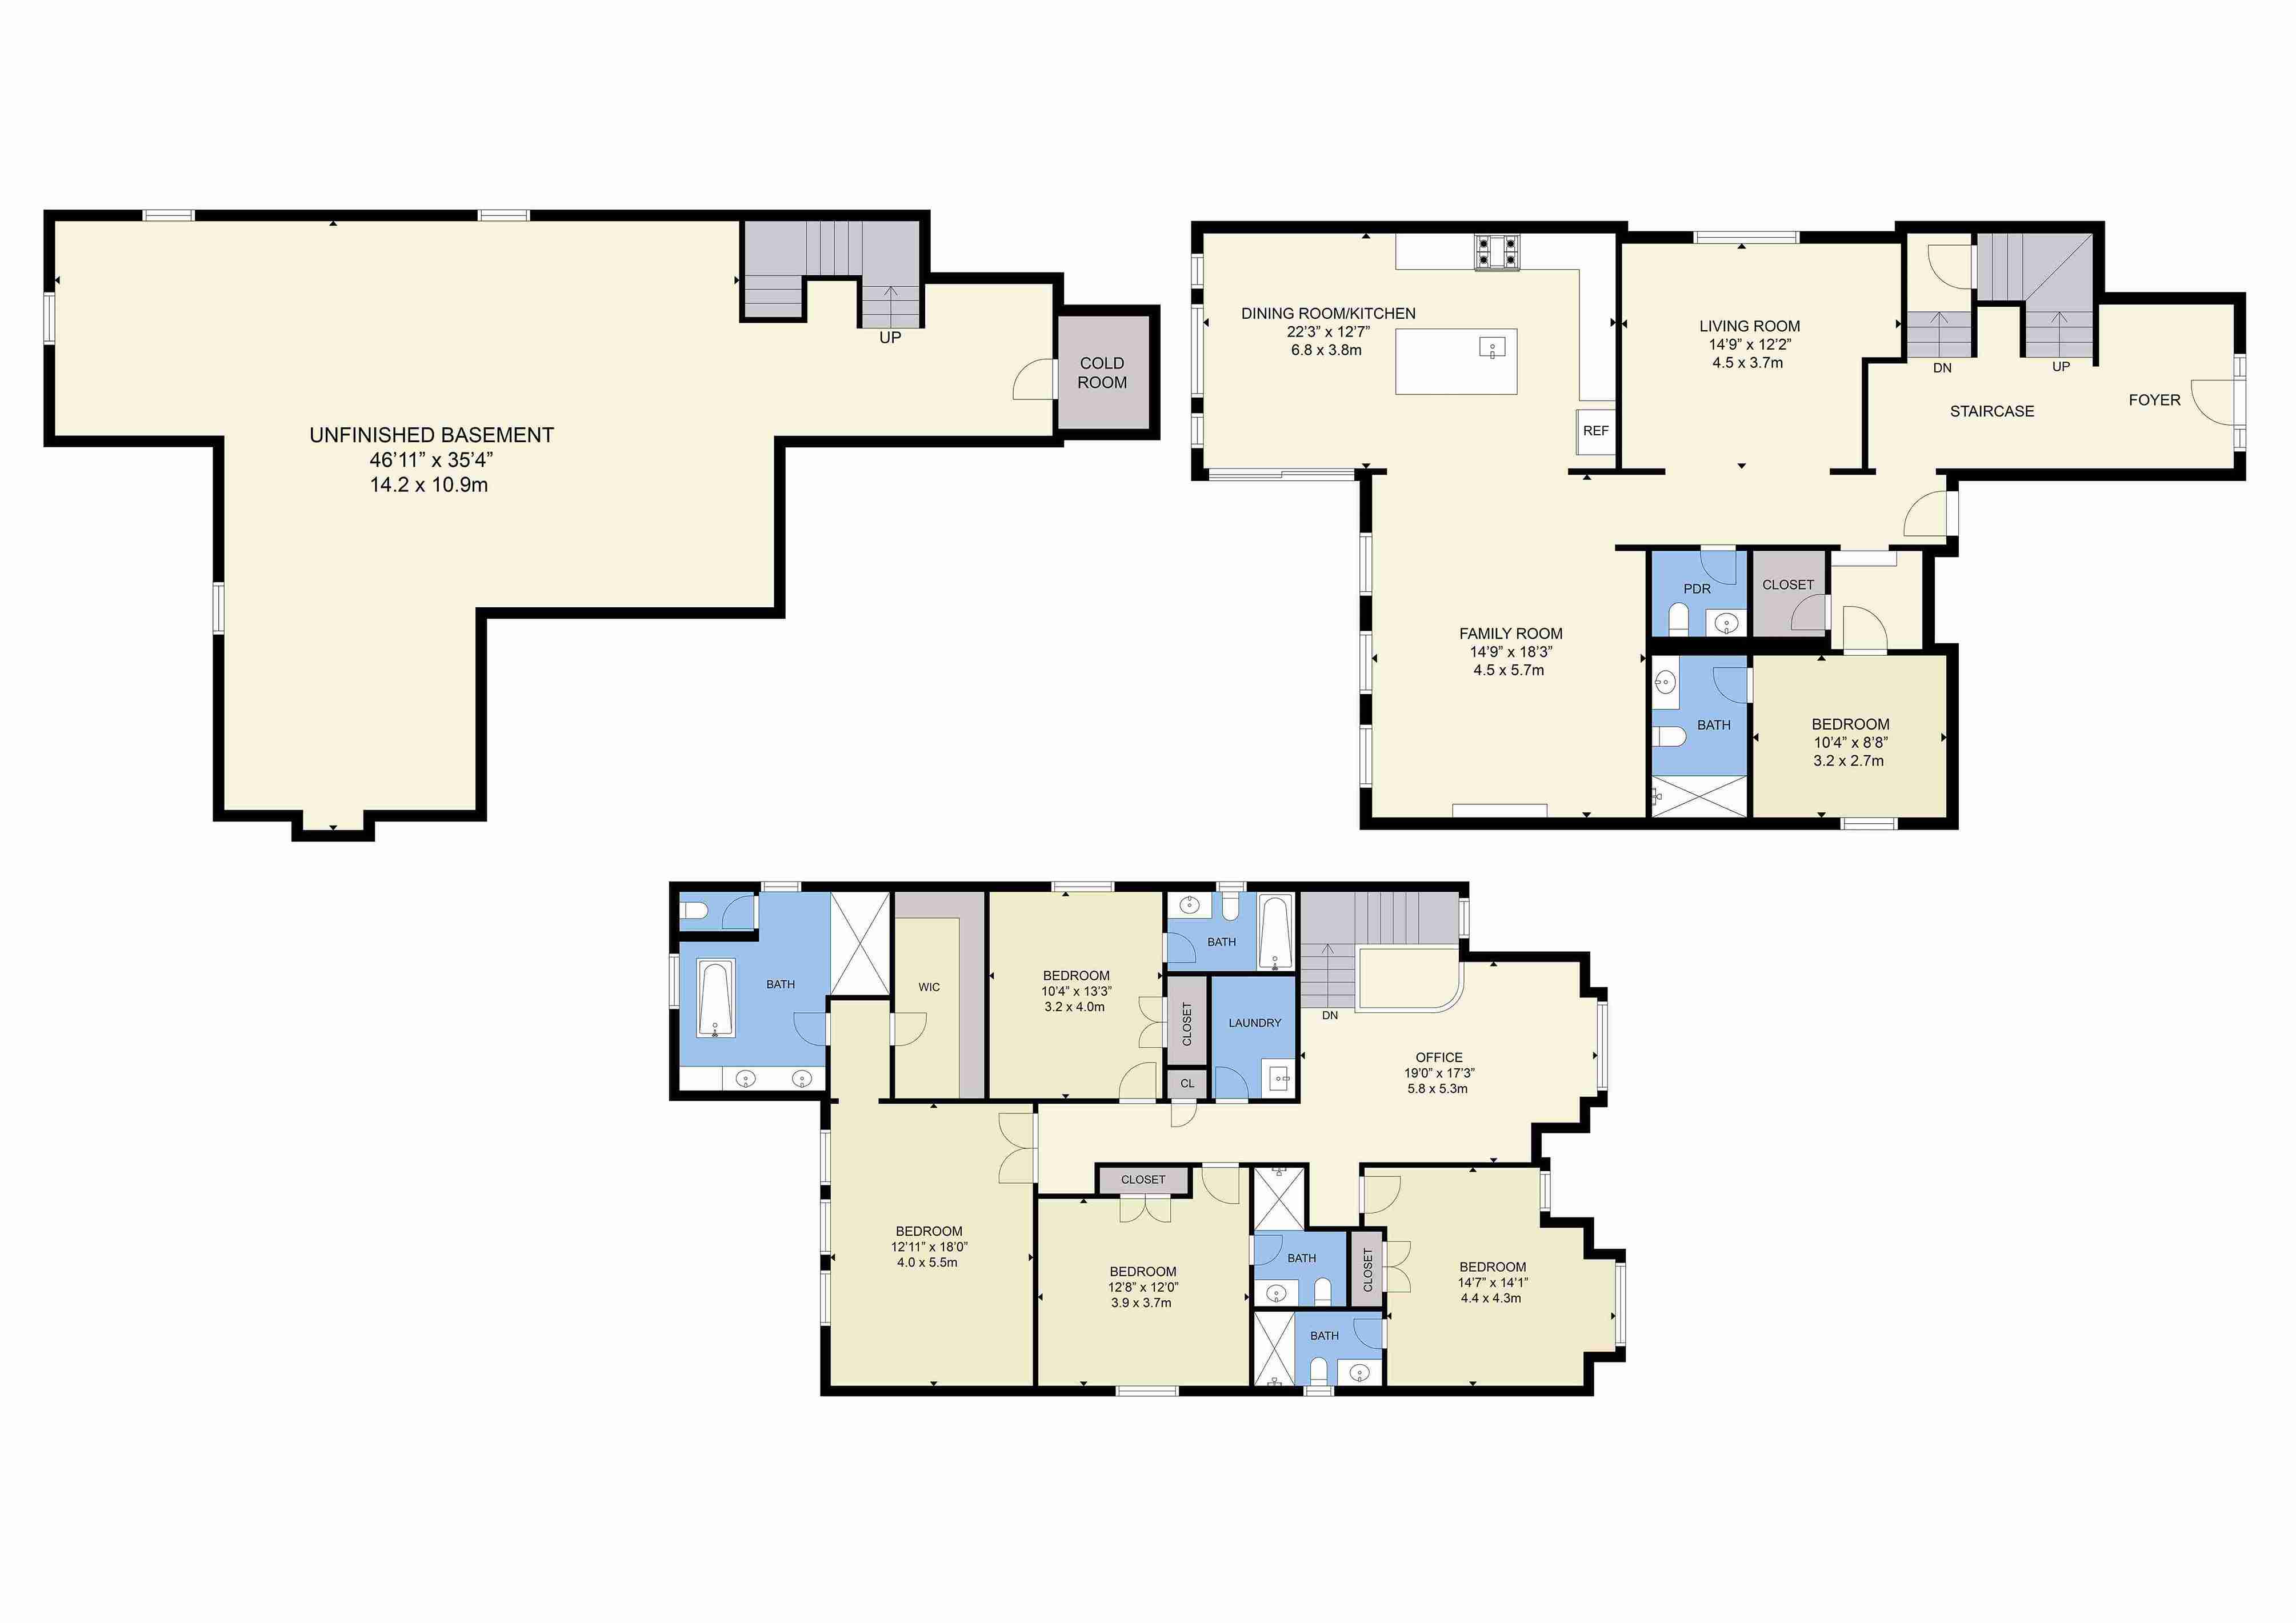 UP
COLD
ROOM
UNFINISHED BASEMENT
46'11” x 35'4”
14.2 x 10.9m
DINING ROOM/KITCHEN
22'3” x 12'7”
6.8 x 3.8m
REF
LIVING ROOM
14'9” x 12'2”
4.5 x 3.7m
DN
UP
STAIRCASE
FOYER
FAMILY ROOM
14'9” x 18'3”
4.5 x 5.7m
PDR
CLOSET
BATH
BEDROOM
10'4” x 8'8”
3.2 x 2.7m
BATH
WIC
BEDROOM
10'4” x 13'3”
3.2 x 4.0m
BATH
CLOSET
LAUNDRY
CL
DN
OFFICE
19'0” x 17'3”
5.8 x 5.3m
BEDROOM
12'11” x 18'0”
4.0 x 5.5m
CLOSET
BEDROOM
12'8” x 12'0”
3.9 x 3.7m
BATH
CLOSET
BATH
BEDROOM
14'7” x 14'1”
4.4 x 4.3m